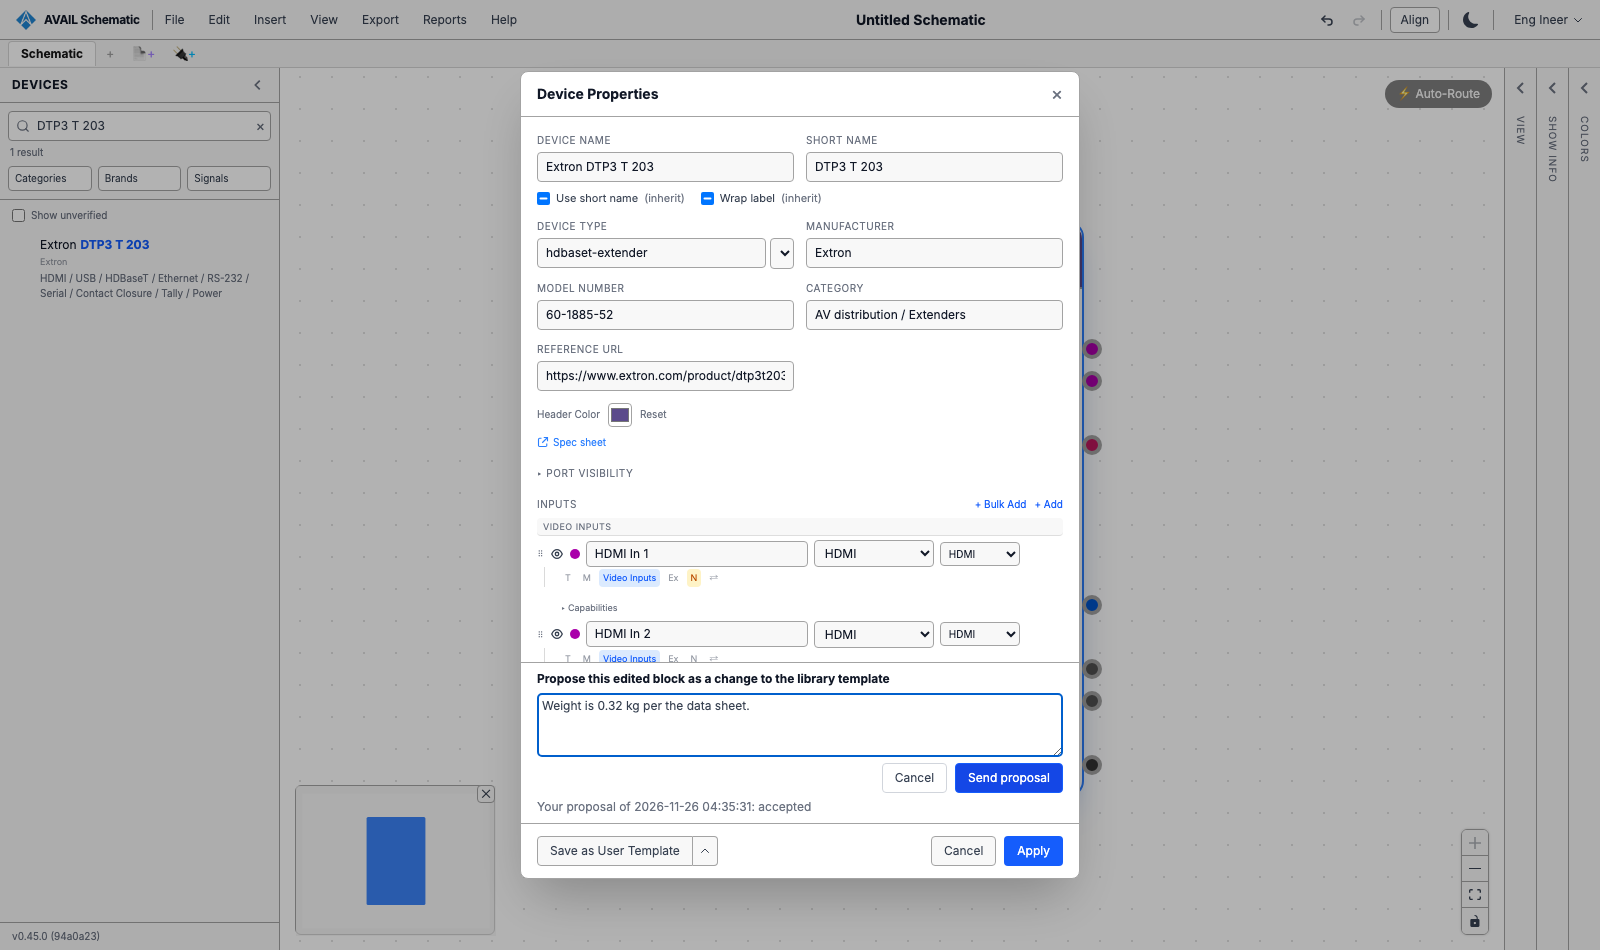 AVAIL Schematic
File
Edit
Insert
View
Export
Reports
Help
Untitled Schematic
Align
Eng Ineer
Schematic
+
+
+
DEVICES
DTP3 T 203
×
1 result
Categories
Brands
Signals
Show unverified
Extron DTP3 T 203
Extron
HDMI / USB / HDBaseT / Ethernet / RS-232 /
Serial / Contact Closure / Tally / Power
v0.45.0 (94a0a23)
⚡ Auto-Route
VIEW
SHOW INFO
COLORS
Device Properties
×
DEVICE NAME
SHORT NAME
Extron DTP3 T 203
DTP3 T 203
Use short name (inherit)
Wrap label (inherit)
DEVICE TYPE
MANUFACTURER
hdbaset-extender
Extron
MODEL NUMBER
CATEGORY
60-1885-52
AV distribution / Extenders
REFERENCE URL
https://www.extron.com/product/dtp3t203
Header Color
Reset
Spec sheet
PORT VISIBILITY
INPUTS
+ Bulk Add
+ Add
VIDEO INPUTS
HDMI In 1
HDMI
HDMI
T
M
Video Inputs
Ex
N
⇄
Capabilities
HDMI In 2
HDMI
HDMI
T
M
Video Inputs
Ex
N
⇄
Propose this edited block as a change to the library template
Weight is 0.32 kg per the data sheet.
Cancel
Send proposal
Your proposal of 2026-11-26 04:35:31: accepted
Save as User Template
Cancel
Apply